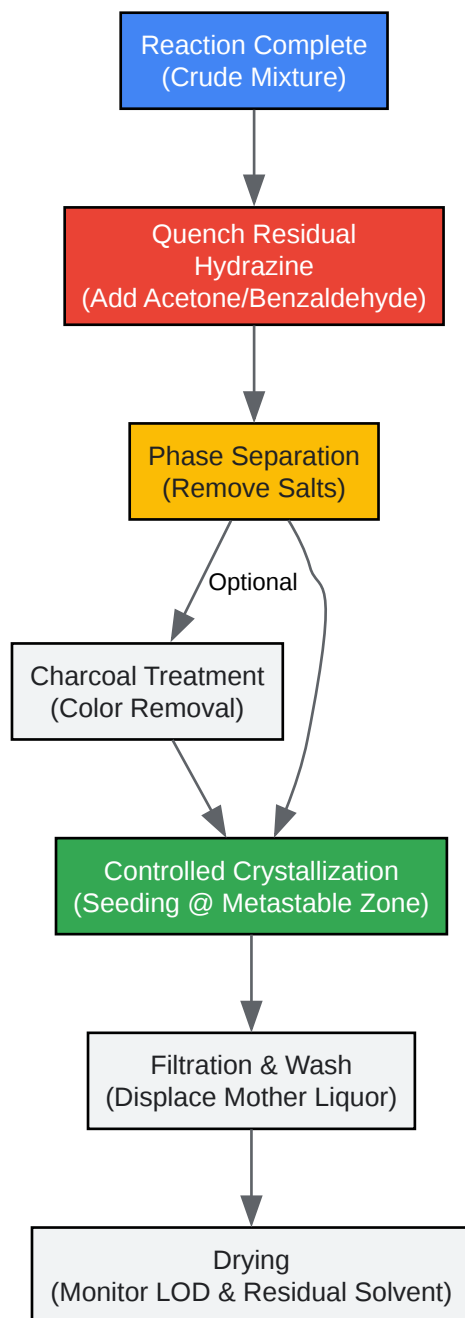 Reaction Complete
(Crude Mixture)
Quench Residual
Hydrazine
(Add Acetone/Benzaldehyde)
Phase Separation
(Remove Salts)
Optional
Charcoal Treatment
(Color Removal)
Controlled Crystallization
(Seeding @ Metastable Zone)
Filtration & Wash
(Displace Mother Liquor)
Drying
(Monitor LOD & Residual Solvent)